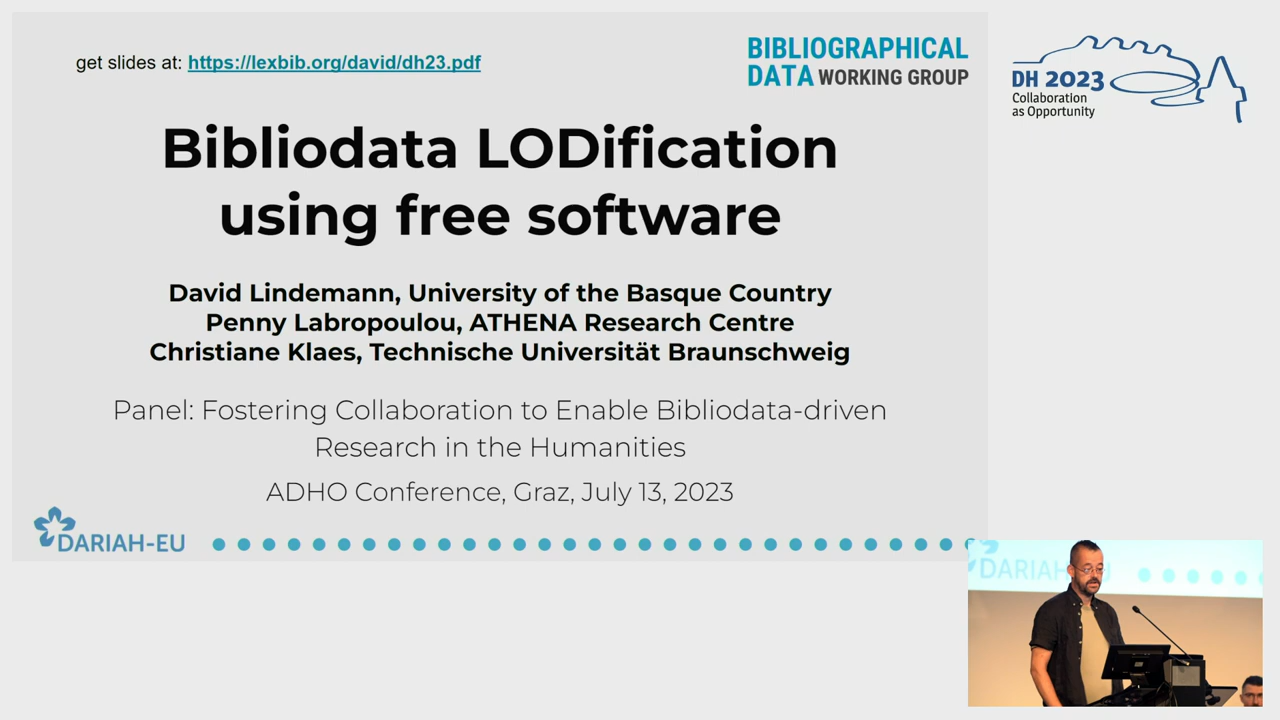 get slides at: https://lexbib.org/david/dh23.pdf
BIBLIOGRAPHICAL
DATA WORKING GROUP
DH 2023
Collaboration
as Opportunity
Bibliodata LODification
using free software
David Lindemann, University of the Basque Country
Penny Labropoulou, ATHENA Research Centre
Christiane Klaes, Technische Universität Braunschweig
Panel: Fostering Collaboration to Enable Bibliodata-driven
Research in the Humanities
ADHO Conference, Graz, July 13, 2023
DARIAH-EU
DARIAH-EU